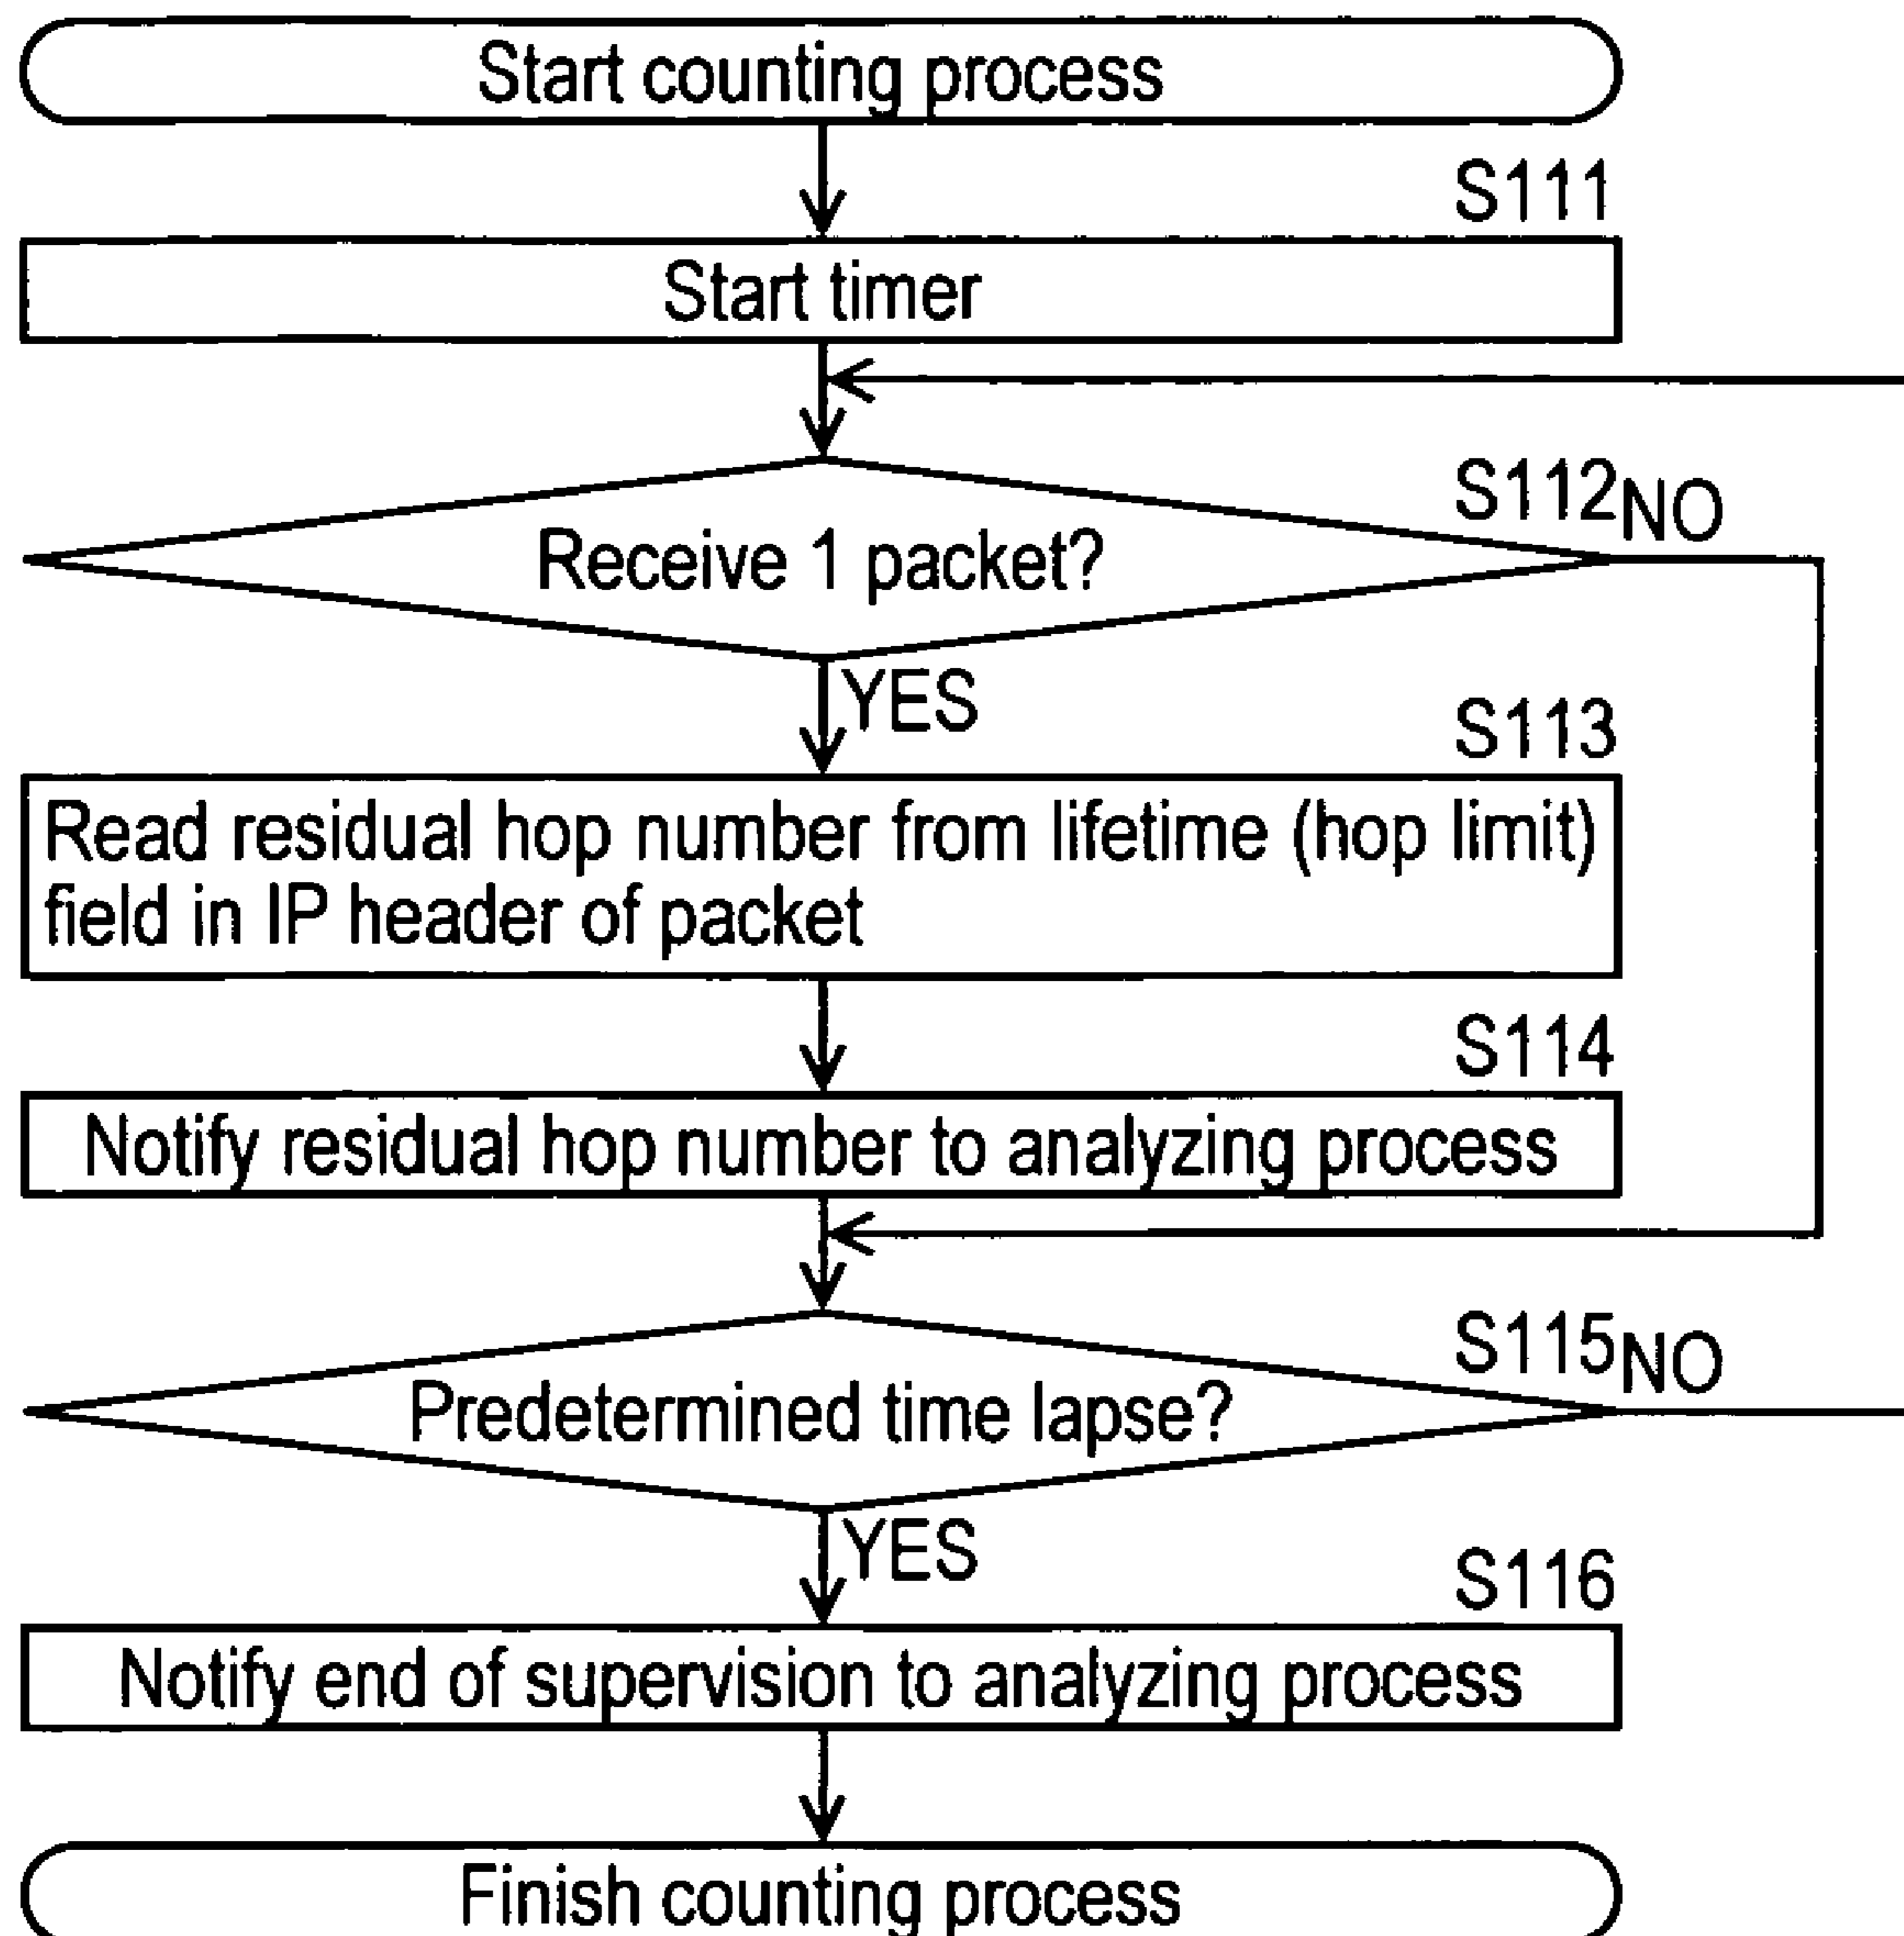 Start counting process
S111
Start timer
S112 NO
Receive 1 packet?
YES
S113
Read residual hop number from lifetime (hop limit)
field in IP header of packet
S114
Notify residual hop number to analyzing process
S115 NO
Predetermined time lapse?
YES
S116
Notify end of supervision to analyzing process
Finish counting process